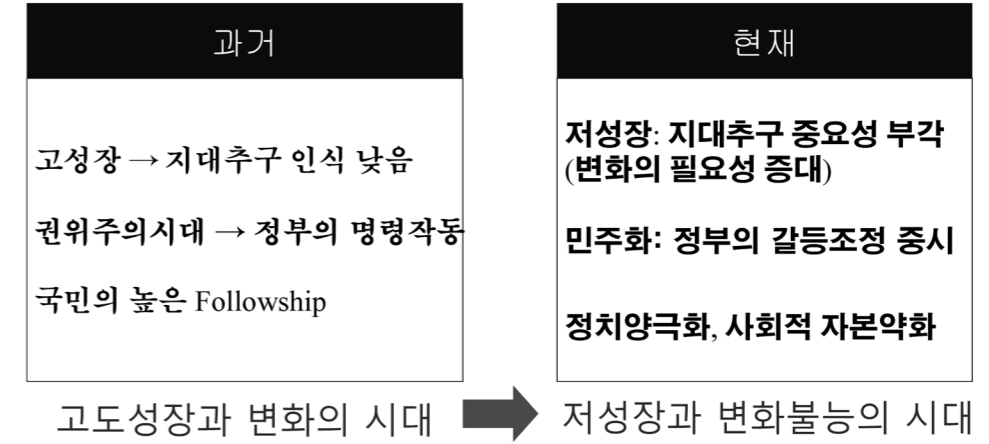 과거
고성장 → 지대추구 인식 낮음
권위주의시대 → 정부의 명령작동
국민의 높은 Followship
고도성장과 변화의 시대
현재
저성장: 지대추구 중요성 부각
(변화의 필요성 증대)
민주화: 정부의 갈등조정 중시
정치양극화, 사회적 자본약화
저성장과 변화불능의 시대